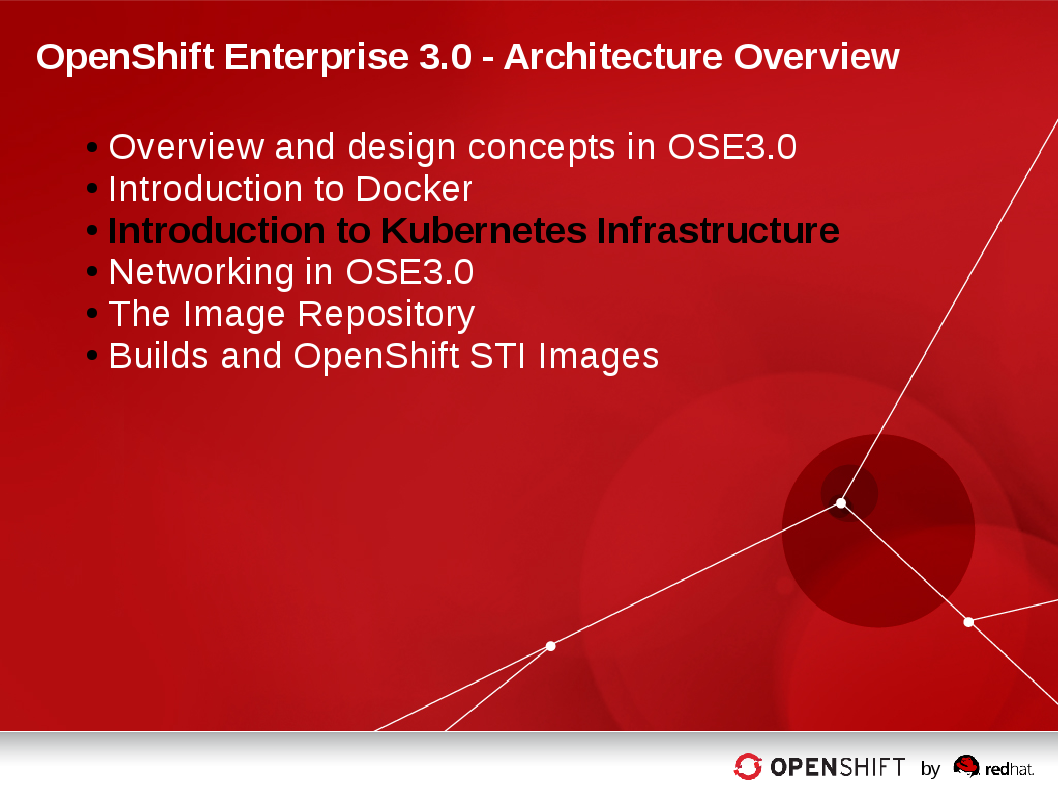 OpenShift Enterprise 3.0 - Architecture Overview
• Overview and design concepts in OSE3.0
• Introduction to Docker
• Introduction to Kubernetes Infrastructure
• Networking in OSE3.0
• The Image Repository
• Builds and OpenShift STI Images
OPENSHIFT by redhat.